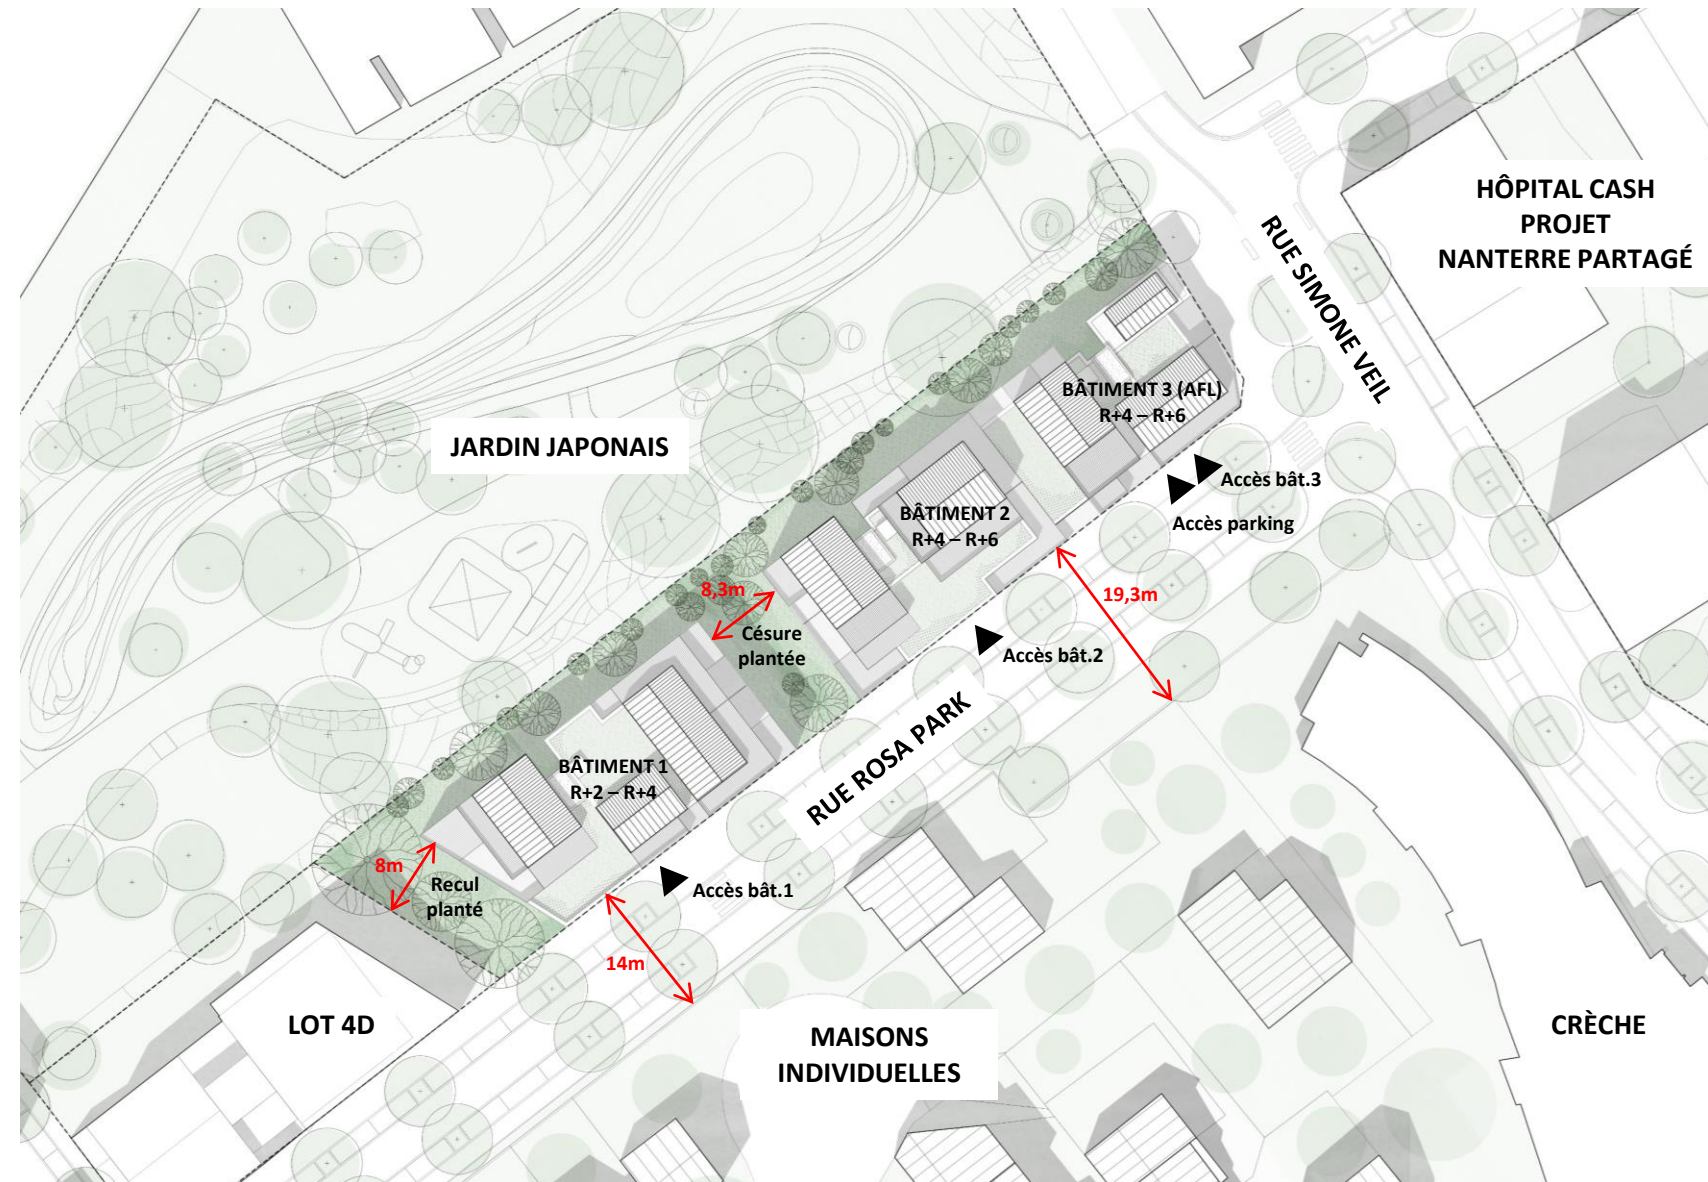 HÔPITAL CASH
PROJET
NANTERRE PARTAGÉ
RUE SIMONE VEIL
JARDIN JAPONAIS
BÂTIMENT 3 (AFL)
R+4 – R+6
Accès bât.3
Accès parking
BÂTIMENT 2
R+4 – R+6
8,3m
19,3m
Césure
plantée
Accès bât.2
RUE ROSA PARK
BÂTIMENT 1
R+2 – R+4
8m
Recul
planté
Accès bât.1
14m
LOT 4D
MAISONS
INDIVIDUELLES
CRÈCHE